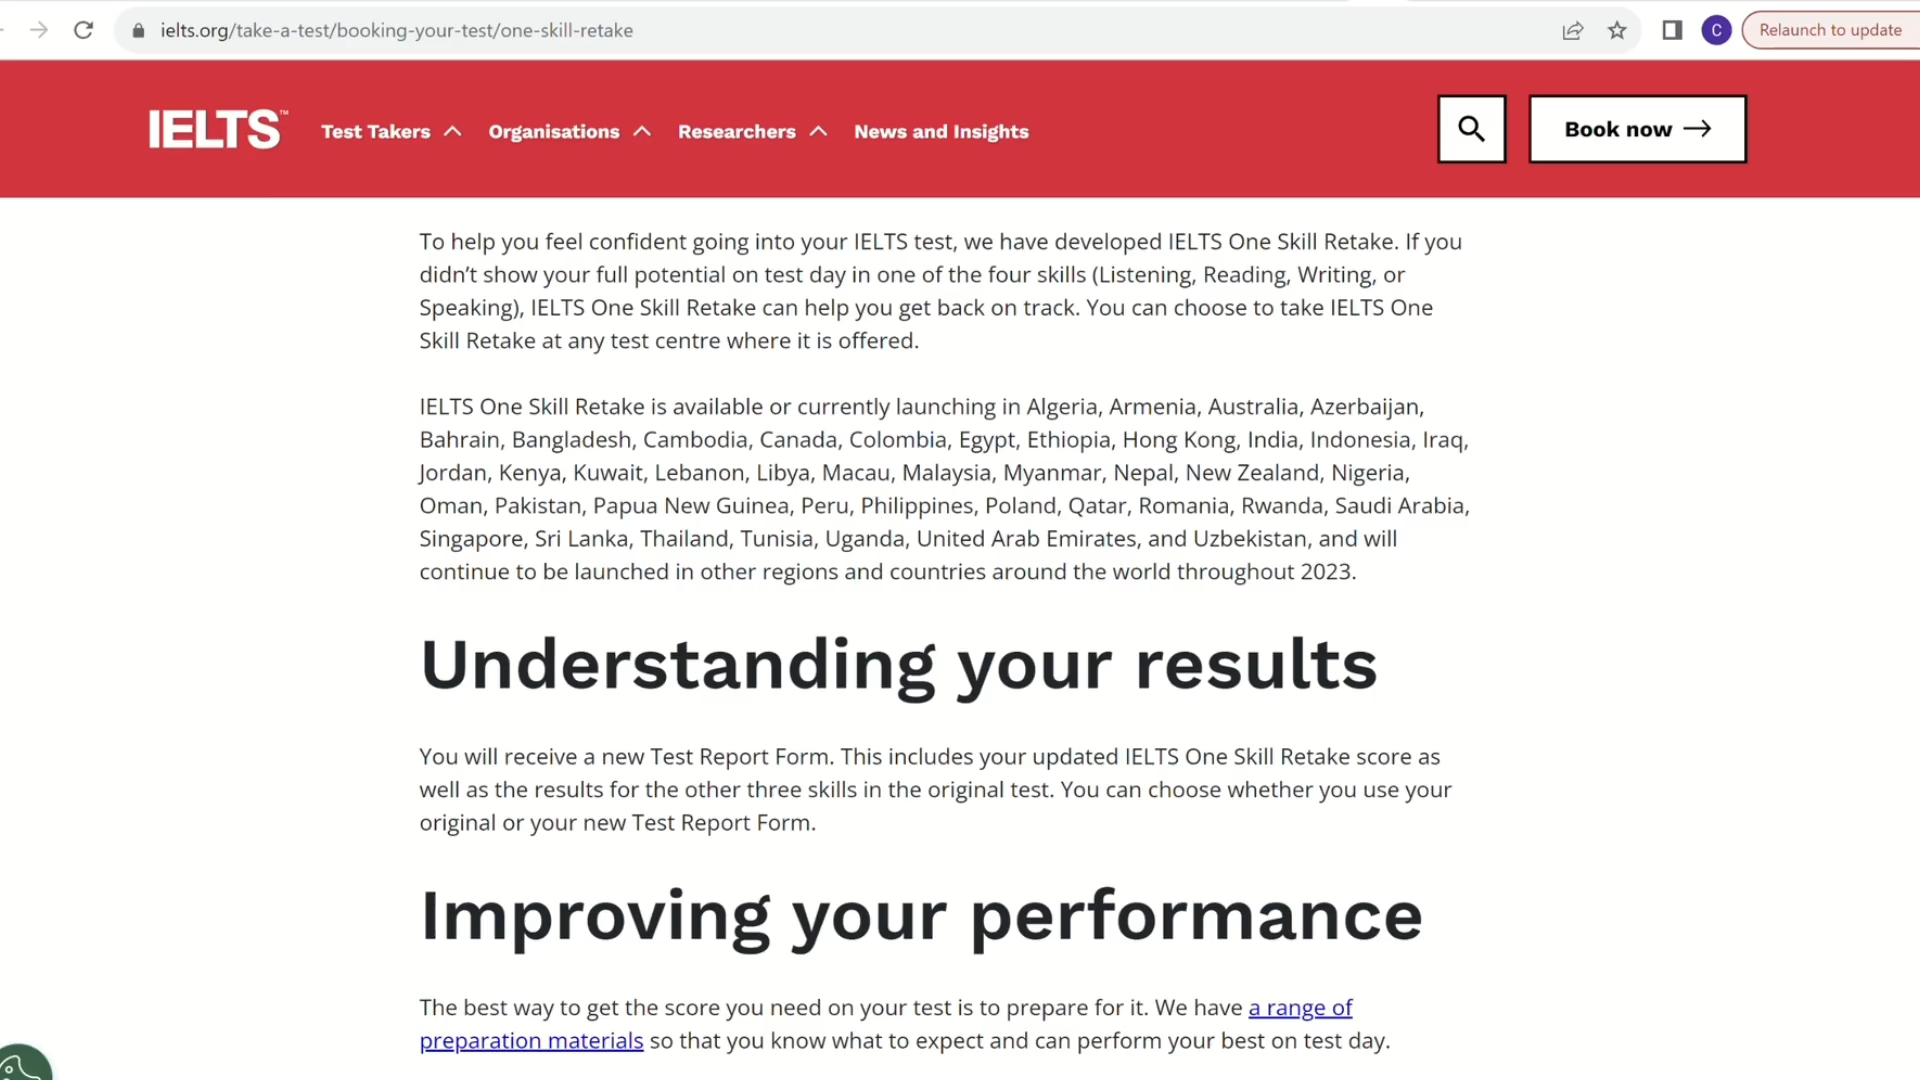 ielts.org/take-a-test/booking-your-test/one-skill-retake
C
Relaunch to update
IELTS™
Test Takers
Organisations
Researchers
News and Insights
Book now
To help you feel confident going into your IELTS test, we have developed IELTS One Skill Retake. If you
didn’t show your full potential on test day in one of the four skills (Listening, Reading, Writing, or
Speaking), IELTS One Skill Retake can help you get back on track. You can choose to take IELTS One
Skill Retake at any test centre where it is offered.
IELTS One Skill Retake is available or currently launching in Algeria, Armenia, Australia, Azerbaijan,
Bahrain, Bangladesh, Cambodia, Canada, Colombia, Egypt, Ethiopia, Hong Kong, India, Indonesia, Iraq,
Jordan, Kenya, Kuwait, Lebanon, Libya, Macau, Malaysia, Myanmar, Nepal, New Zealand, Nigeria,
Oman, Pakistan, Papua New Guinea, Peru, Philippines, Poland, Qatar, Romania, Rwanda, Saudi Arabia,
Singapore, Sri Lanka, Thailand, Tunisia, Uganda, United Arab Emirates, and Uzbekistan, and will
continue to be launched in other regions and countries around the world throughout 2023.
Understanding your results
You will receive a new Test Report Form. This includes your updated IELTS One Skill Retake score as
well as the results for the other three skills in the original test. You can choose whether you use your
original or your new Test Report Form.
Improving your performance
The best way to get the score you need on your test is to prepare for it. We have a range of
preparation materials so that you know what to expect and can perform your best on test day.